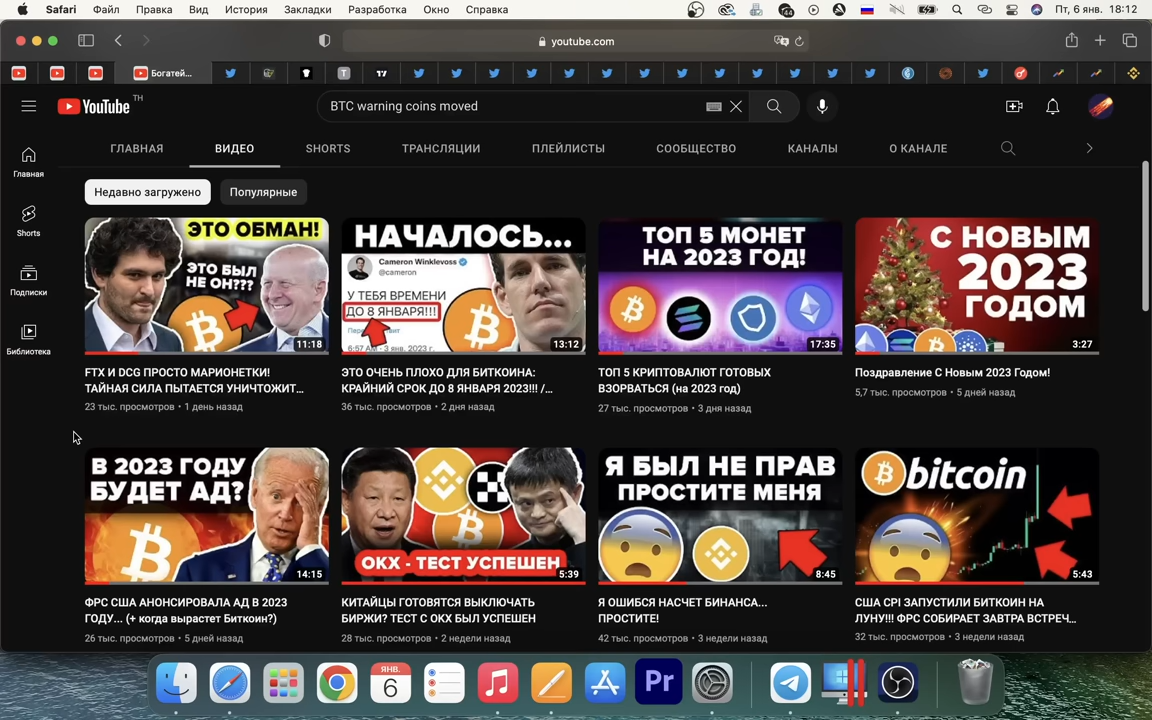 Safari Файл Правка Вид История Закладки Разработка Окно Справка
44
Пт, 6 янв. 18:12
youtube.com
Богатей...
YouTube TH
BTC warning coins moved
ГЛАВНАЯ ВИДЕО SHORTS ТРАНСЛЯЦИИ ПЛЕЙЛИСТЫ СООБЩЕСТВО КАНАЛЫ О КАНАЛЕ
Главная
Shorts
Подписки
Библиотека
Недавно загружено Популярные
ЭТО ОБМАН!
ЭТО БЫЛ
НЕ ОН???
11:18
НАЧАЛОСЬ...
Cameron Winklevoss
@cameron
У ТЕБЯ ВРЕМЕНИ
ДО 8 ЯНВАРЯ!!!
13:12
ТОП 5 МОНЕТ
НА 2023 ГОД!
17:35
С НОВЫМ
2023
ГОДОМ
3:27
FTX И DCG ПРОСТО МАРИОНЕТКИ!
ТАЙНАЯ СИЛА ПЫТАЕТСЯ УНИЧТОЖИТ...
23 тыс. просмотров • 1 день назад
ЭТО ОЧЕНЬ ПЛОХО ДЛЯ БИТКОИНА:
КРАЙНИЙ СРОК ДО 8 ЯНВАРЯ 2023!!! /...
36 тыс. просмотров • 2 дня назад
ТОП 5 КРИПТОВАЛЮТ ГОТОВЫХ
ВЗОРВАТЬСЯ (на 2023 год)
27 тыс. просмотров • 3 дня назад
Поздравление С Новым 2023 Годом!
5,7 тыс. просмотров • 5 дней назад
В 2023 ГОДУ
БУДЕТ АД?
14:15
OKX - ТЕСТ УСПЕШЕН
5:39
Я БЫЛ НЕ ПРАВ
ПРОСТИТЕ МЕНЯ
8:45
bitcoin
5:43
ФРС США АНОНСИРОВАЛА АД В 2023
ГОДУ... (+ когда вырастет Биткоин?)
26 тыс. просмотров • 5 дней назад
КИТАЙЦЫ ГОТОВЯТСЯ ВЫКЛЮЧАТЬ
БИРЖИ? ТЕСТ С OKX БЫЛ УСПЕШЕН
28 тыс. просмотров • 2 недели назад
Я ОШИБСЯ НАСЧЕТ БИНАНСА...
ПРОСТИТЕ!
42 тыс. просмотров • 3 недели назад
США CPI ЗАПУСТИЛИ БИТКОИН НА
ЛУНУ!!! ФРС СОБИРАЕТ ЗАВТРА ВСТРЕЧ...
32 тыс. просмотров • 3 недели назад
ЯНВ.
6
Pr